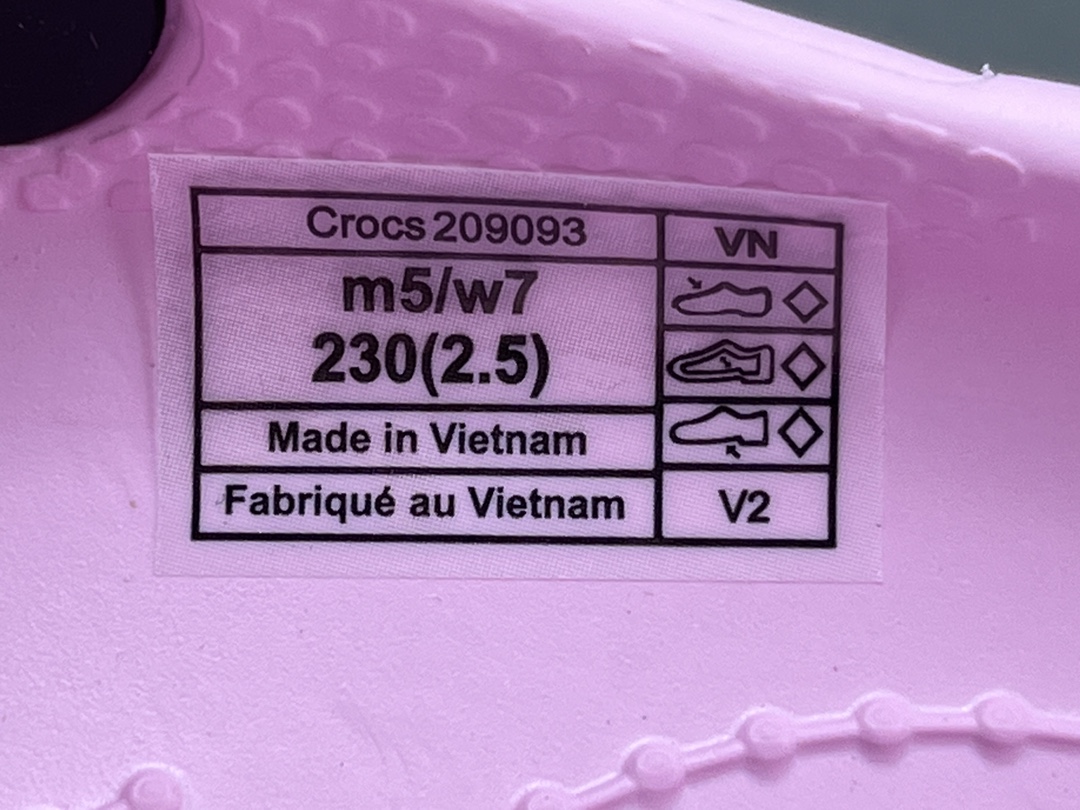 Crocs 209093
VN
m5/w7
230(2.5)
Made in Vietnam
Fabriqué au Vietnam
V2